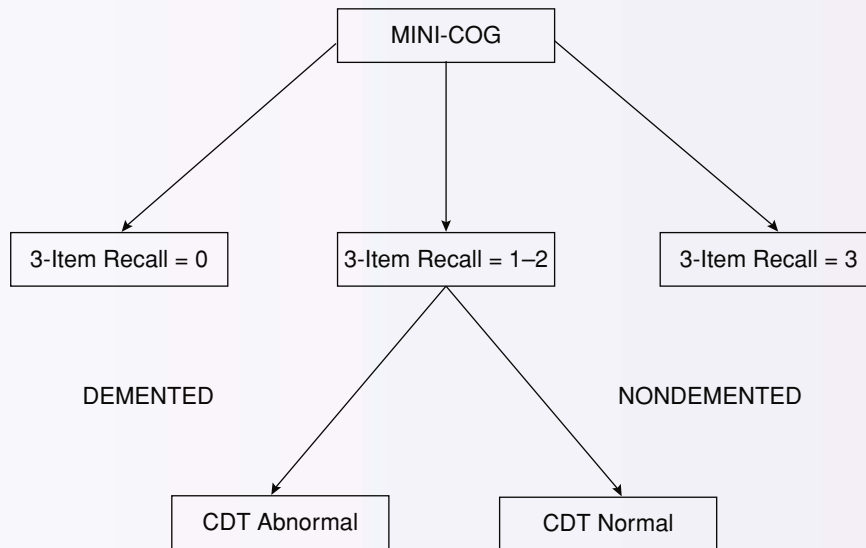 MINI-COG
3-Item Recall = 0
3-Item Recall = 1–2
3-Item Recall = 3
DEMENTED
NONDEMENTED
CDT Abnormal
CDT Normal